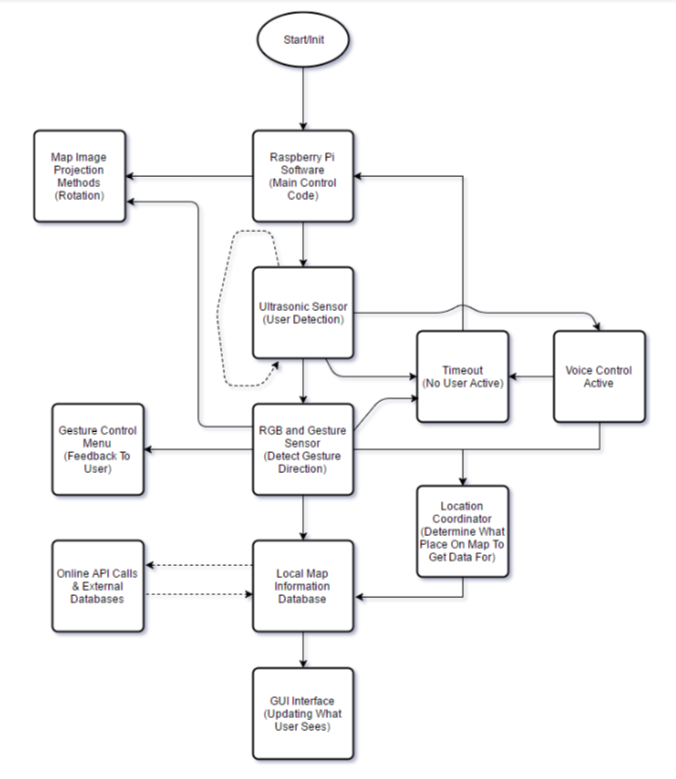 Start/Init
Map Image
Projection
Methods
(Rotation)
Raspberry Pi
Software
(Main Control
Code)
Ultrasonic Sensor
(User Detection)
Timeout
(No User Active)
Voice Control
Active
Gesture Control
Menu
(Feedback To
User)
RGB and Gesture
Sensor
(Detect Gesture
Direction)
Location
Coordinator
(Determine What
Place On Map To
Get Data For)
Online API Calls
& External
Databases
Local Map
Information
Database
GUI Interface
(Updating What
User Sees)